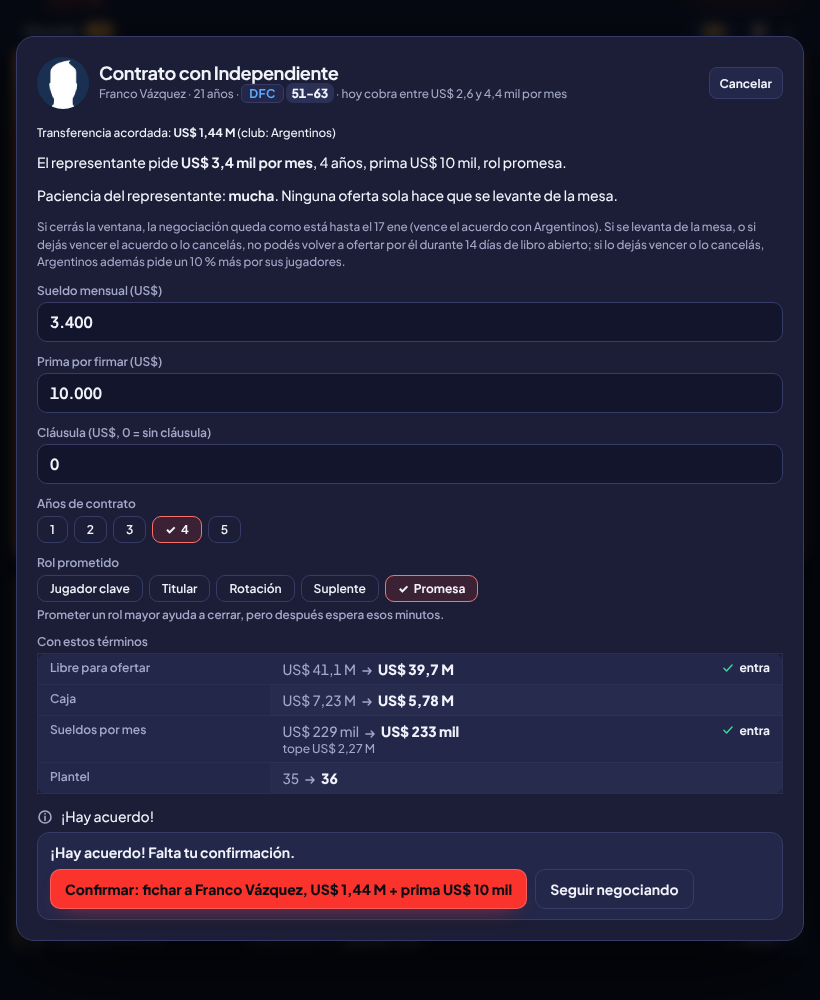 Contrato con Independiente
Franco Vázquez · 21 años · DFC 51–63 · hoy cobra entre US$ 2,6 y 4,4 mil por mes
Cancelar
Transferencia acordada: US$ 1,44 M (club: Argentinos)
El representante pide US$ 3,4 mil por mes, 4 años, prima US$ 10 mil, rol promesa.
Paciencia del representante: mucha. Ninguna oferta sola hace que se levante de la mesa.
Si cerrás la ventana, la negociación queda como está hasta el 17 ene (vence el acuerdo con Argentinos). Si se levanta de la mesa, o si
dejás vencer el acuerdo o lo cancelás, no podés volver a ofertar por él durante 14 días de libro abierto; si lo dejás vencer o lo cancelás,
Argentinos además pide un 10 % más por sus jugadores.
Sueldo mensual (US$)
3.400
Prima por firmar (US$)
10.000
Cláusula (US$, 0 = sin cláusula)
0
Años de contrato
1 2 3 ✓ 4 5
Rol prometido
Jugador clave Titular Rotación Suplente ✓ Promesa
Prometer un rol mayor ayuda a cerrar, pero después espera esos minutos.
Con estos términos
Libre para ofertar US$ 41,1 M → US$ 39,7 M ✓ entra
Caja US$ 7,23 M → US$ 5,78 M
Sueldos por mes US$ 229 mil → US$ 233 mil ✓ entra
tope US$ 2,27 M
Plantel 35 → 36
¡Hay acuerdo!
¡Hay acuerdo! Falta tu confirmación.
Confirmar: fichar a Franco Vázquez, US$ 1,44 M + prima US$ 10 mil
Seguir negociando